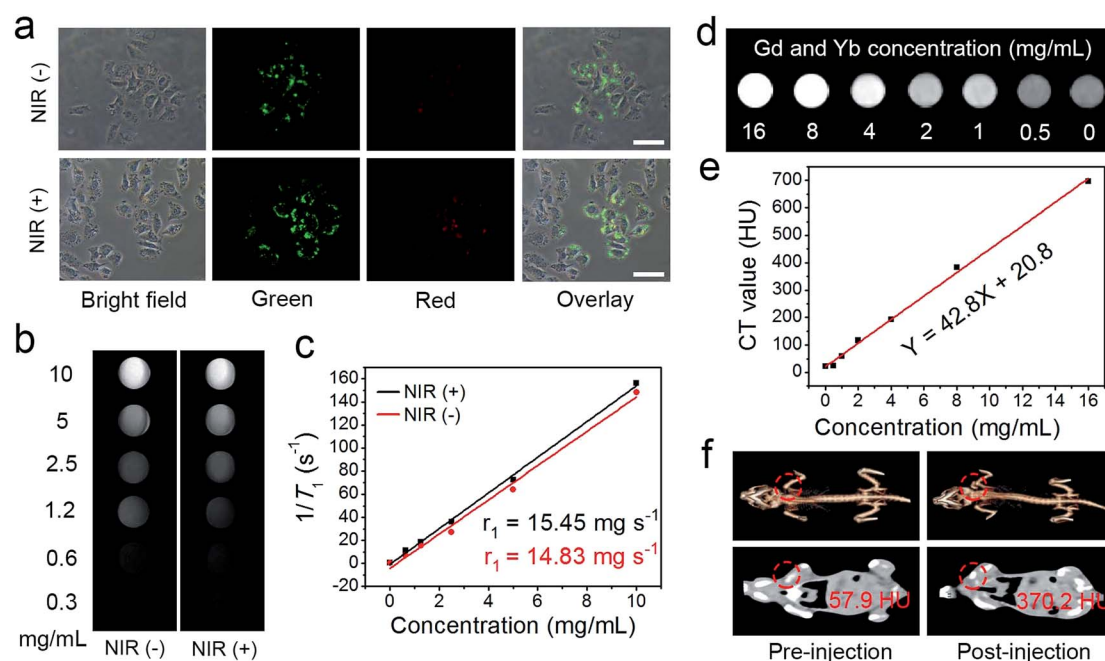 a
NIR (-)
NIR (+)
Bright field
Green
Red
Overlay
b
10
5
2.5
1.2
0.6
0.3
mg/mL
NIR (-)
NIR (+)
c
160
140
120
100
80
60
40
20
0
-20
1/T₁ (s⁻¹)
NIR (+)
NIR (-)
r₁ = 15.45 mg s⁻¹
r₁ = 14.83 mg s⁻¹
0 2 4 6 8 10
Concentration (mg/mL)
d
Gd and Yb concentration (mg/mL)
16 8 4 2 1 0.5 0
e
700
600
500
400
300
200
100
0
CT value (HU)
Y = 42.8X + 20.8
0 2 4 6 8 10 12 14 16
Concentration (mg/mL)
f
57.9 HU
370.2 HU
Pre-injection
Post-injection